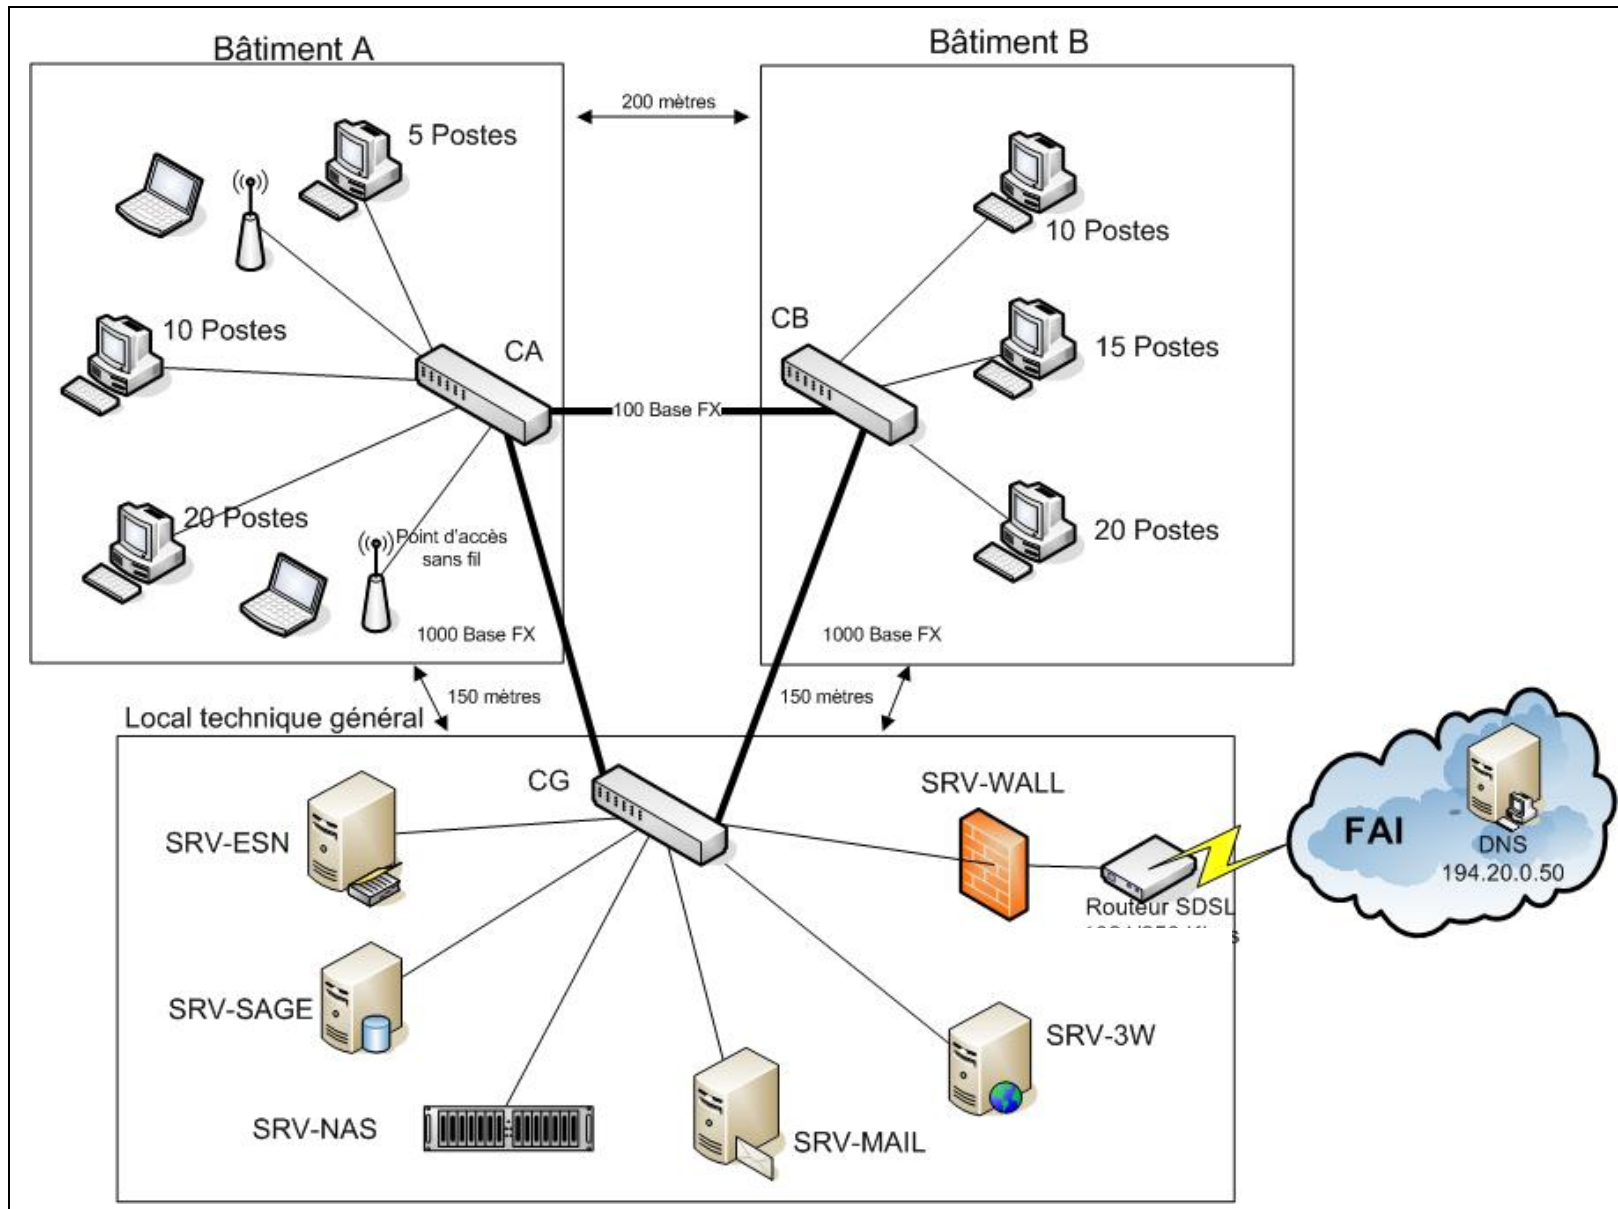 Bâtiment A
Bâtiment B
200 mètres
5 Postes
10 Postes
10 Postes
CA
CB
15 Postes
100 Base FX
20 Postes
Point d'accès
sans fil
20 Postes
1000 Base FX
1000 Base FX
150 mètres
150 mètres
Local technique général
CG
SRV-WALL
SRV-ESN
FAI
DNS
194.20.0.50
Routeur SDSL
SRV-SAGE
SRV-3W
SRV-NAS
SRV-MAIL